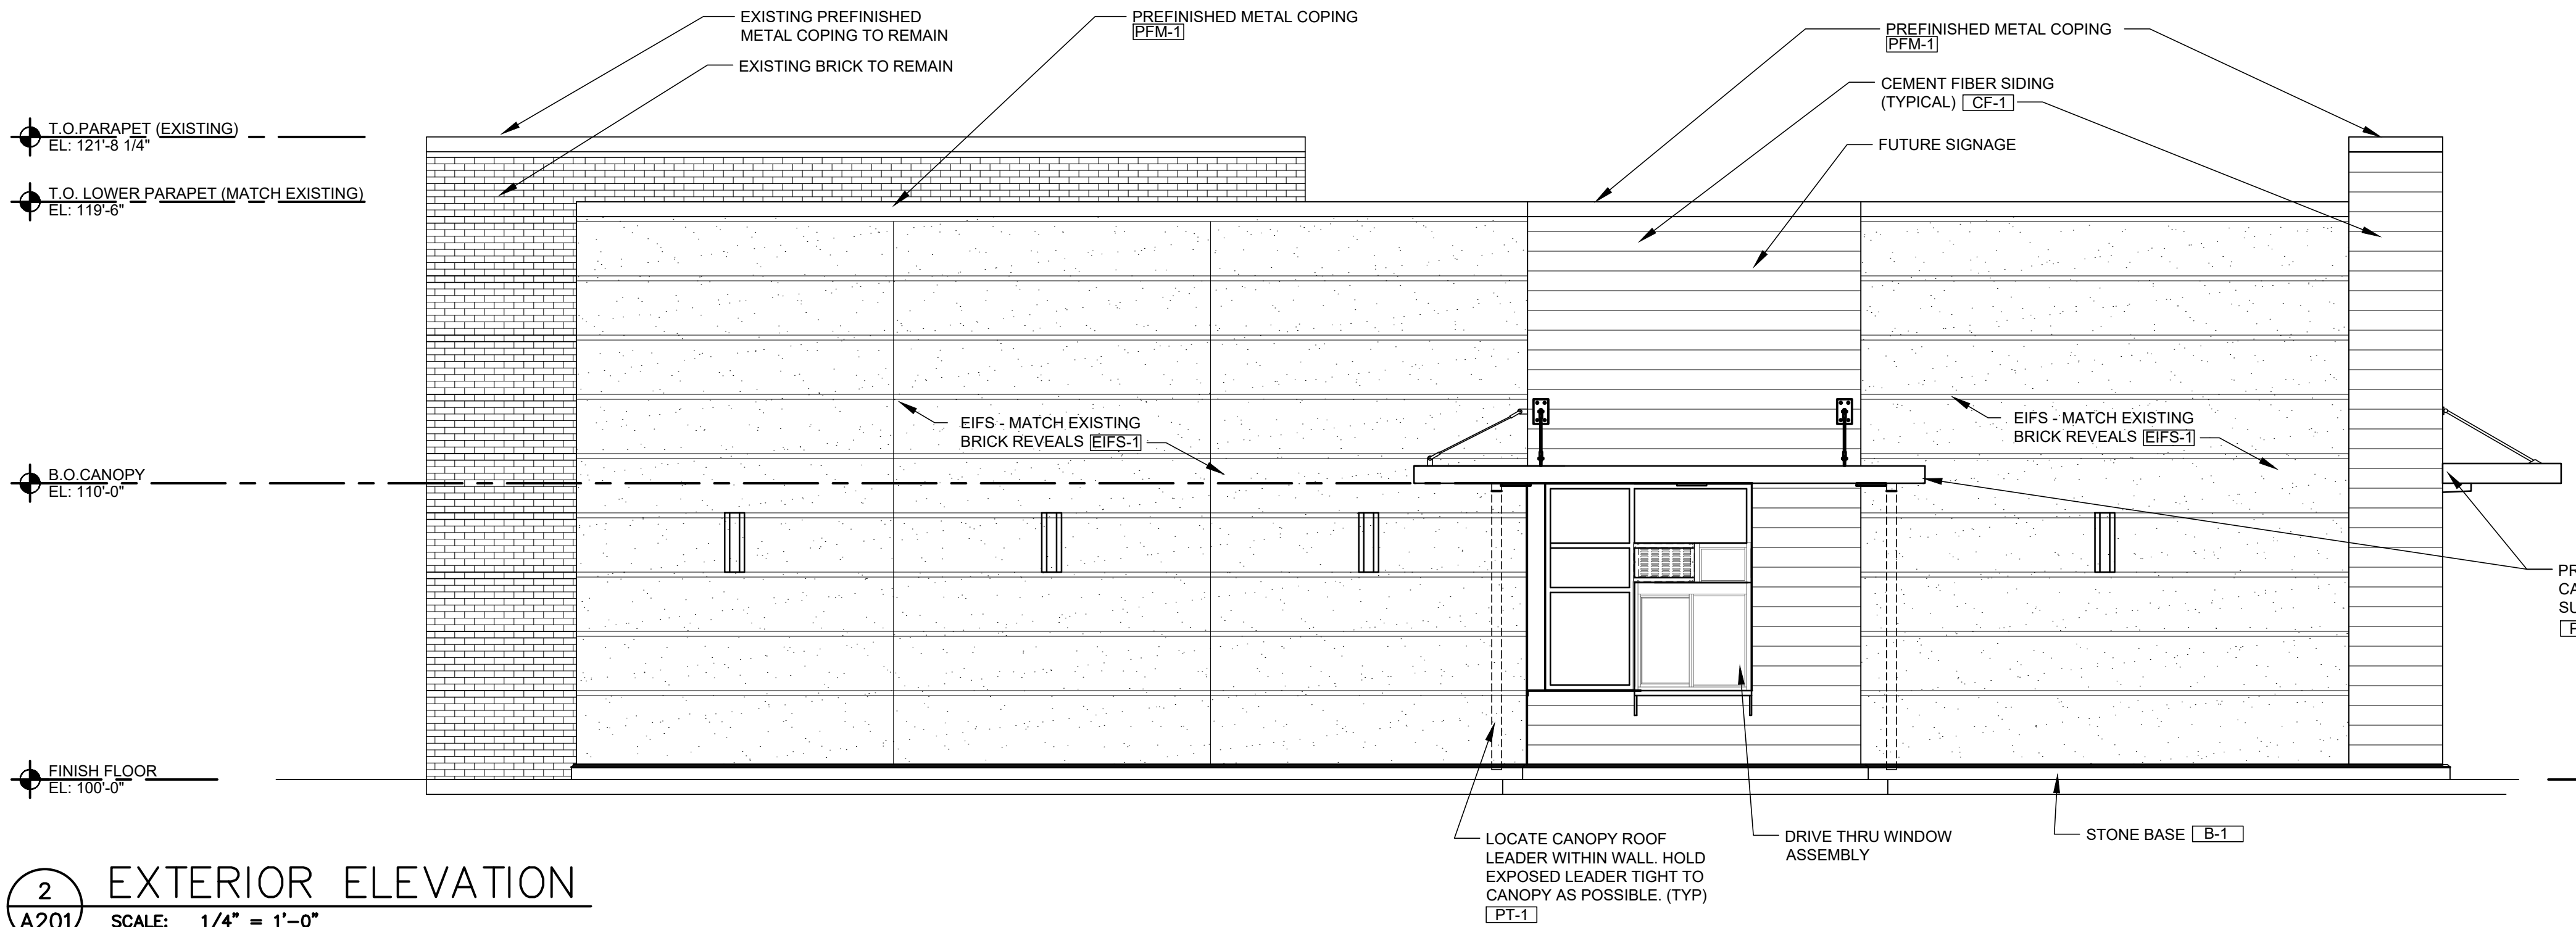 EXISTING PREFINISHED
METAL COPING TO REMAIN
EXISTING BRICK TO REMAIN
PREFINISHED METAL COPING
PFM-1
PREFINISHED METAL COPING
PFM-1
CEMENT FIBER SIDING
(TYPICAL) CF-1
FUTURE SIGNAGE
T.O.PARAPET (EXISTING)
EL: 121'-8 1/4"
T.O. LOWER PARAPET (MATCH EXISTING)
EL: 119'-6"
EIFS - MATCH EXISTING
BRICK REVEALS EIFS-1
EIFS - MATCH EXISTING
BRICK REVEALS EIFS-1
B.O.CANOPY
EL: 110'-0"
FINISH FLOOR
EL: 100'-0"
LOCATE CANOPY ROOF
LEADER WITHIN WALL. HOLD
EXPOSED LEADER TIGHT TO
CANOPY AS POSSIBLE. (TYP)
PT-1
DRIVE THRU WINDOW
ASSEMBLY
STONE BASE B-1
2
A201
EXTERIOR ELEVATION
SCALE: 1/4" = 1'-0"